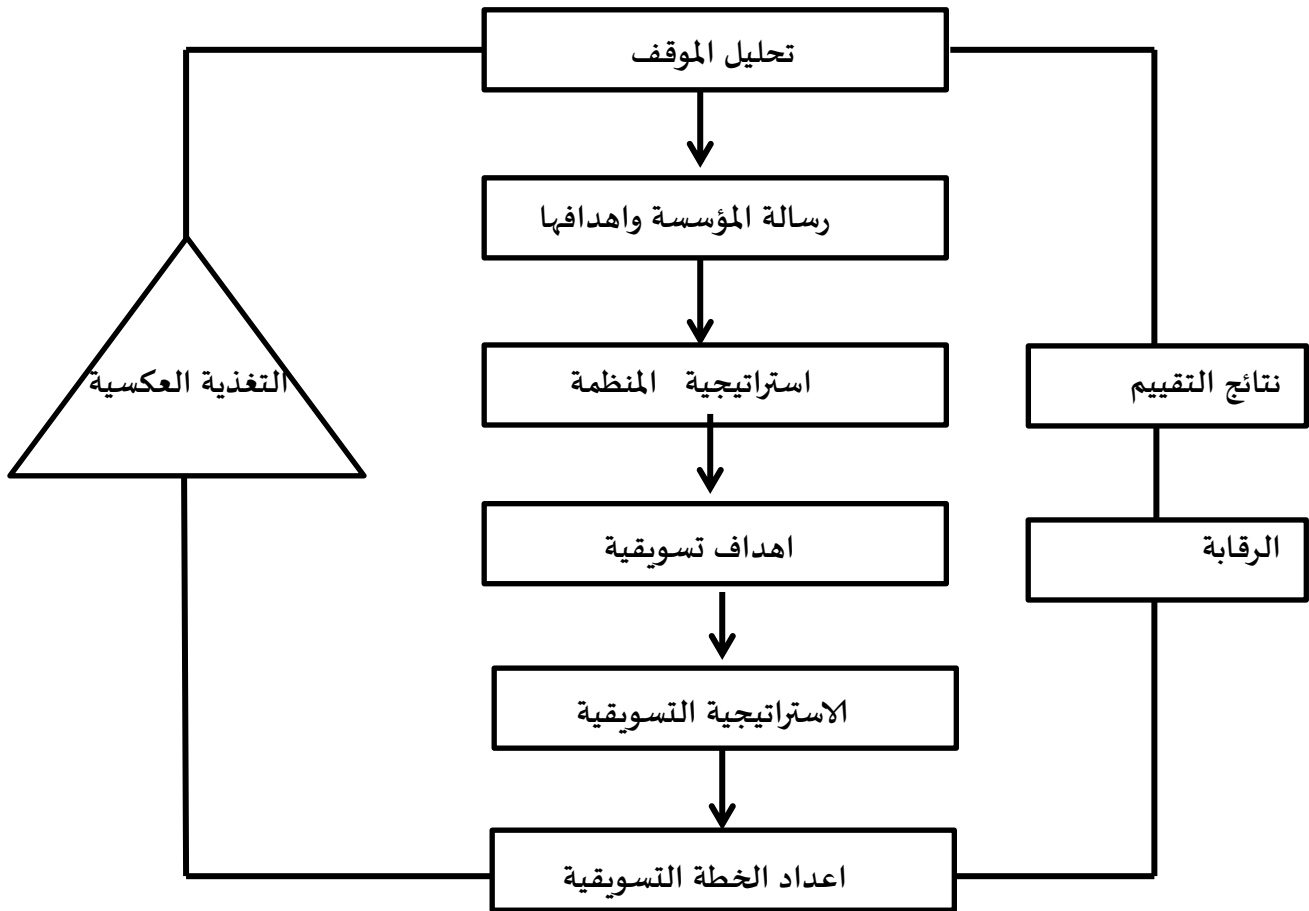 تحليل الموقف
رسالة المؤسسة واهدافها
استراتيجية المنظمة
نتائج التقييم
التغذية العكسية
اهداف تسويقية
الرقابة
الاستراتيجية التسويقية
اعداد الخطة التسويقية